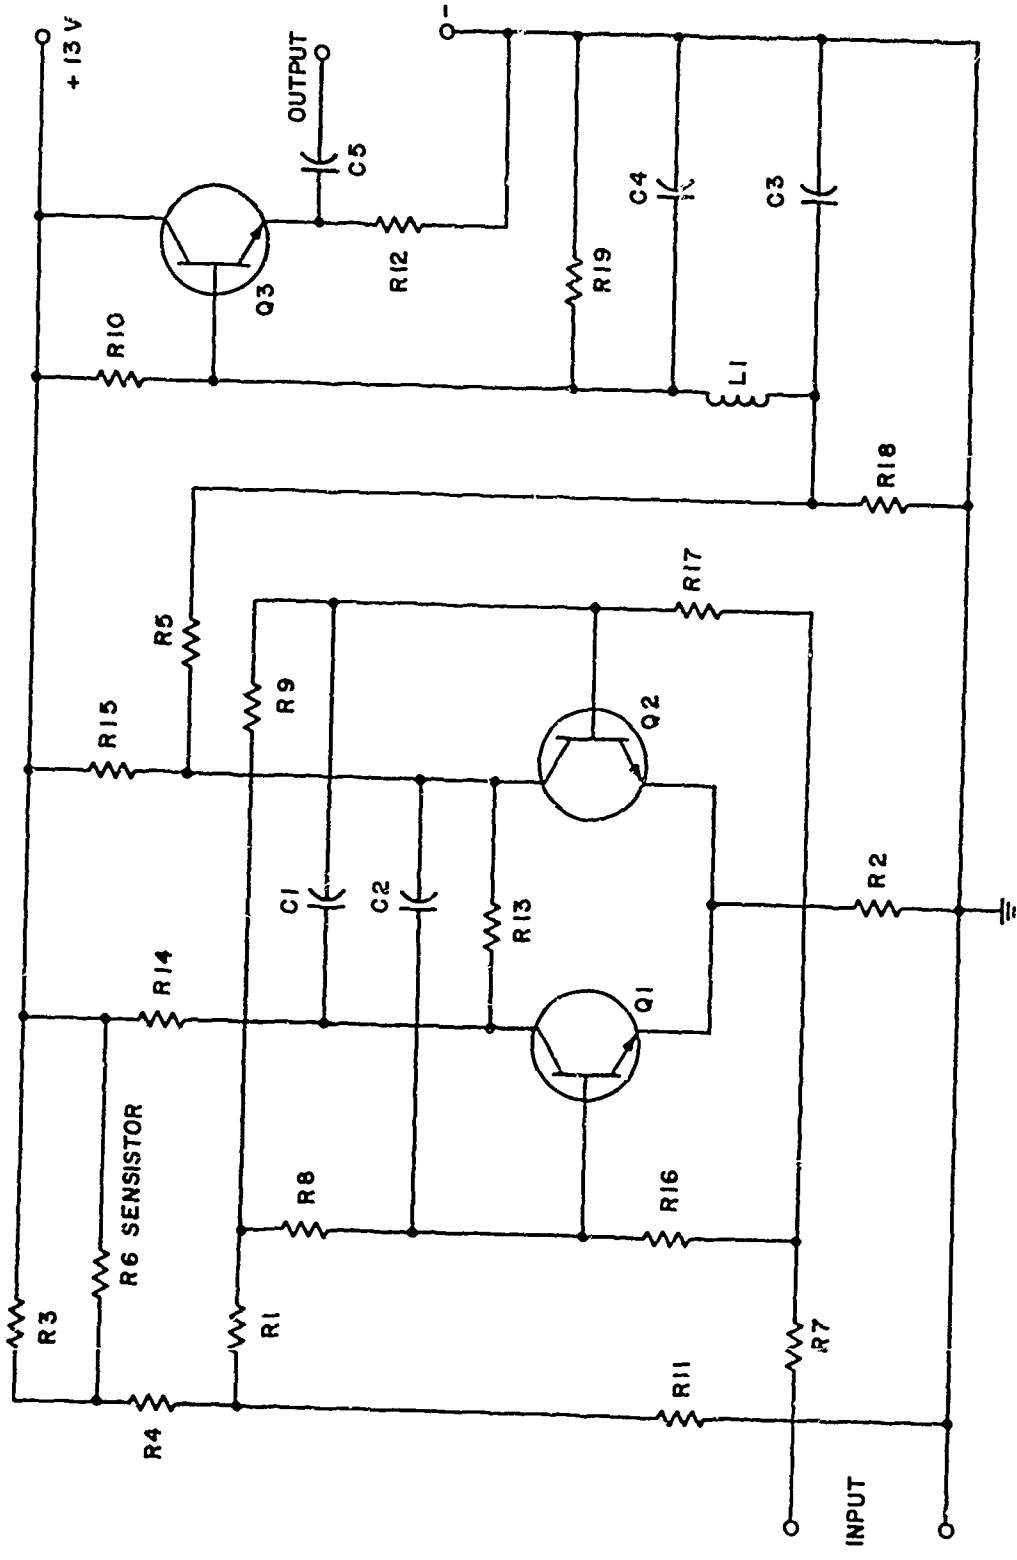 +13 V
OUTPUT
-
C5
R12
Q3
R10
R19
C4
C3
L1
R18
R5
R15
R9
R17
Q2
C1
C2
R13
R2
R14
Q1
R6 SENSISTOR
R8
R16
R3
R1
R4
R11
R7
INPUT